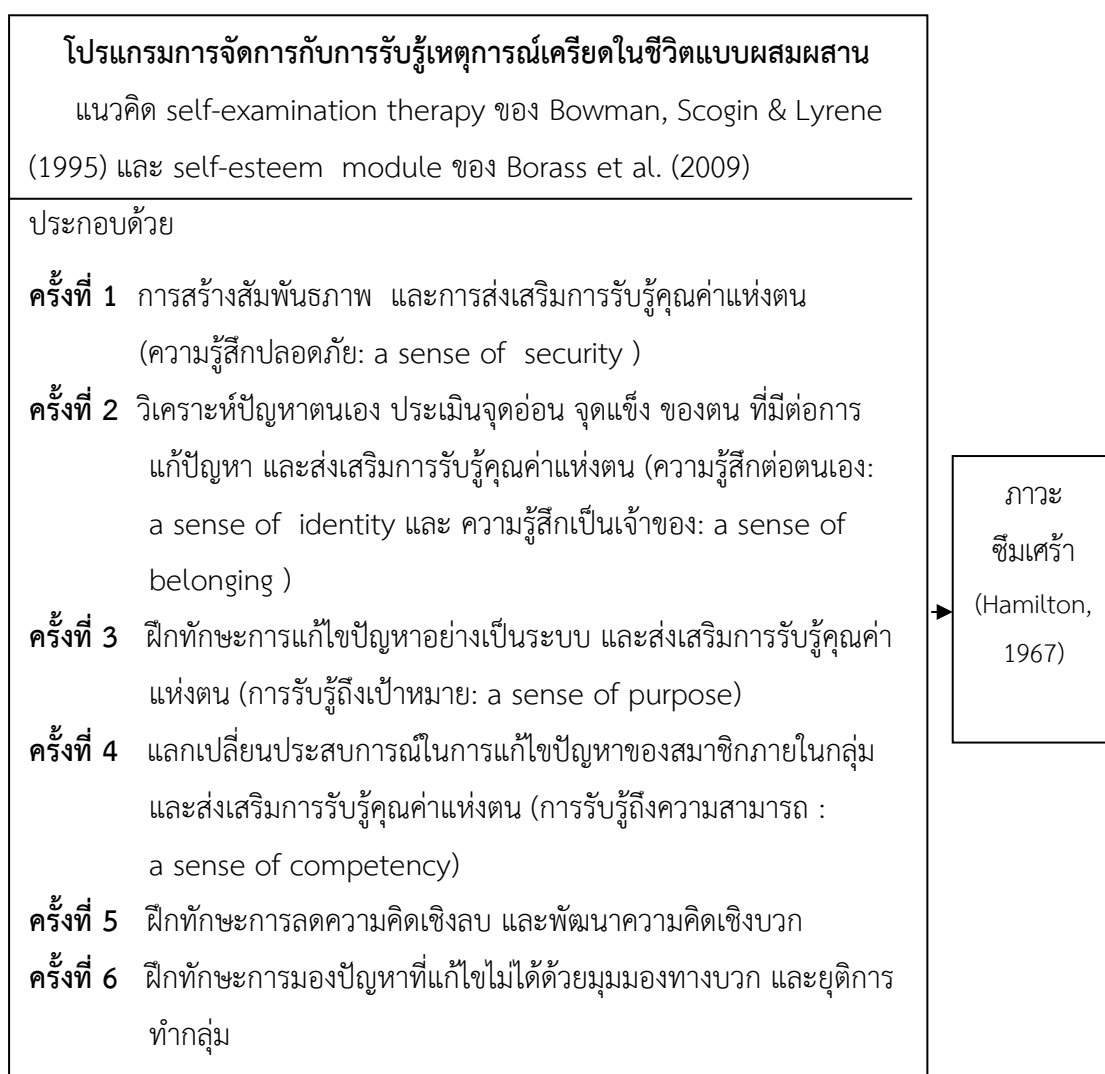 โปรแกรมการจัดการกับการรับรู้เหตุการณ์เครียดในชีวิตแบบผสมผสาน
แนวคิด self-examination therapy ของ Bowman, Scogin & Lyrene
(1995) และ self-esteem module ของ Borass et al. (2009)
ประกอบด้วย
ครั้งที่ 1 การสร้างสัมพันธภาพ และการส่งเสริมการรับรู้คุณค่าแห่งตน
(ความรู้สึกปลอดภัย: a sense of security )
ครั้งที่ 2 วิเคราะห์ปัญหาตนเอง ประเมินจุดอ่อน จุดแข็ง ของตน ที่มีต่อการ
แก้ปัญหา และส่งเสริมการรับรู้คุณค่าแห่งตน (ความรู้สึกต่อตนเอง:
a sense of identity และ ความรู้สึกเป็นเจ้าของ: a sense of
belonging )
ครั้งที่ 3 ฝึกทักษะการแก้ไขปัญหาอย่างเป็นระบบ และส่งเสริมการรับรู้คุณค่า
แห่งตน (การรับรู้ถึงเป้าหมาย: a sense of purpose)
ครั้งที่ 4 แลกเปลี่ยนประสบการณ์ในการแก้ไขปัญหาของสมาชิกภายในกลุ่ม
และส่งเสริมการรับรู้คุณค่าแห่งตน (การรับรู้ถึงความสามารถ :
a sense of competency)
ครั้งที่ 5 ฝึกทักษะการลดความคิดเชิงลบ และพัฒนาความคิดเชิงบวก
ครั้งที่ 6 ฝึกทักษะการมองปัญหาที่แก้ไขไม่ได้ด้วยมุมมองทางบวก และยุติการ
ทำกลุ่ม
ภาวะ
ซึมเศร้า
(Hamilton,
1967)